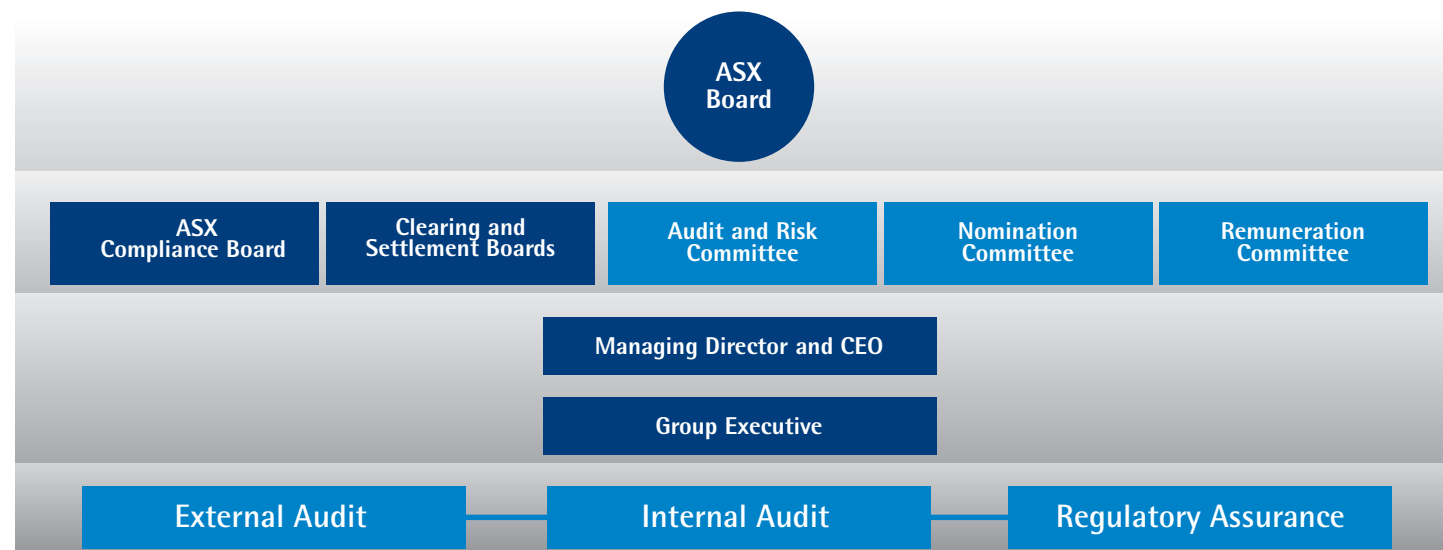 ASX
Board
ASX
Compliance Board
Clearing and
Settlement Boards
Audit and Risk
Committee
Nomination
Committee
Remuneration
Committee
Managing Director and CEO
Group Executive
External Audit
Internal Audit
Regulatory Assurance